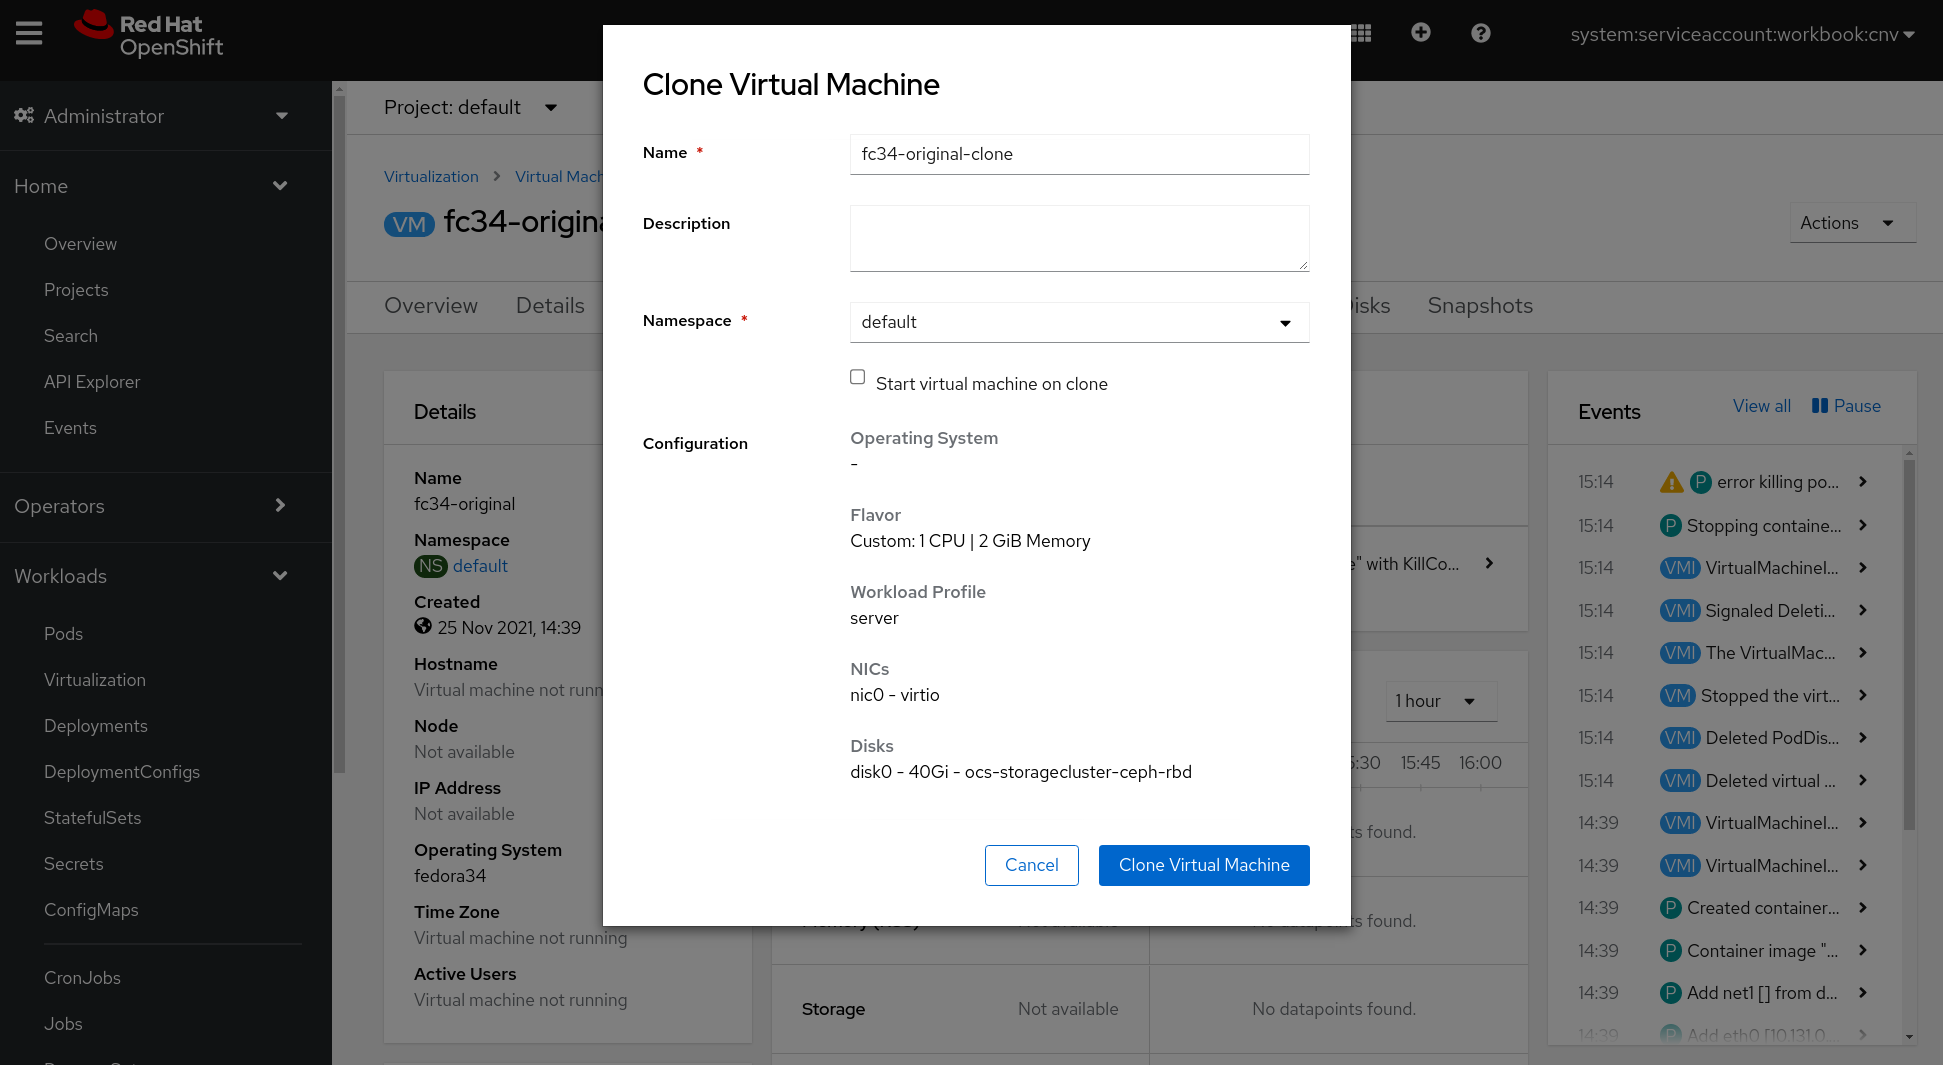 Red Hat
OpenShift
system:serviceaccount:workbook:cnv
Administrator
Home
Overview
Projects
Search
API Explorer
Events
Operators
Workloads
Pods
Virtualization
Deployments
DeploymentConfigs
StatefulSets
Secrets
ConfigMaps
CronJobs
Jobs
Project: default
Virtualization
Virtual Mach
VM fc34-origina
Actions
Overview
Details
isks
Snapshots
Details
Name
fc34-original
Namespace
NS default
Created
25 Nov 2021, 14:39
Hostname
Virtual machine not runn
Node
Not available
IP Address
Not available
Operating System
fedora34
Time Zone
Virtual machine not running
Active Users
Virtual machine not running
Clone Virtual Machine
Name *
fc34-original-clone
Description
Namespace *
default
Start virtual machine on clone
Configuration
Operating System
-
Flavor
Custom: 1 CPU | 2 GiB Memory
Workload Profile
server
NICs
nic0 - virtio
Disks
disk0 - 40Gi - ocs-storagecluster-ceph-rbd
Cancel
Clone Virtual Machine
e" with KillCo...
1 hour
5:30 15:45 16:00
ts found.
ts found.
Storage
Not available
No datapoints found.
Events
View all
Pause
15:14 P error killing po...
15:14 P Stopping containe...
15:14 VMI VirtualMachineI...
15:14 VMI Signaled Deleti...
15:14 VMI The VirtualMac...
15:14 VM Stopped the virt...
15:14 VMI Deleted PodDis...
15:14 VMI Deleted virtual ...
14:39 VMI VirtualMachineI...
14:39 VMI VirtualMachineI...
14:39 P Created container...
14:39 P Container image "...
14:39 P Add net1 [] from d...
14:39 P Add eth0 [10.131.0...